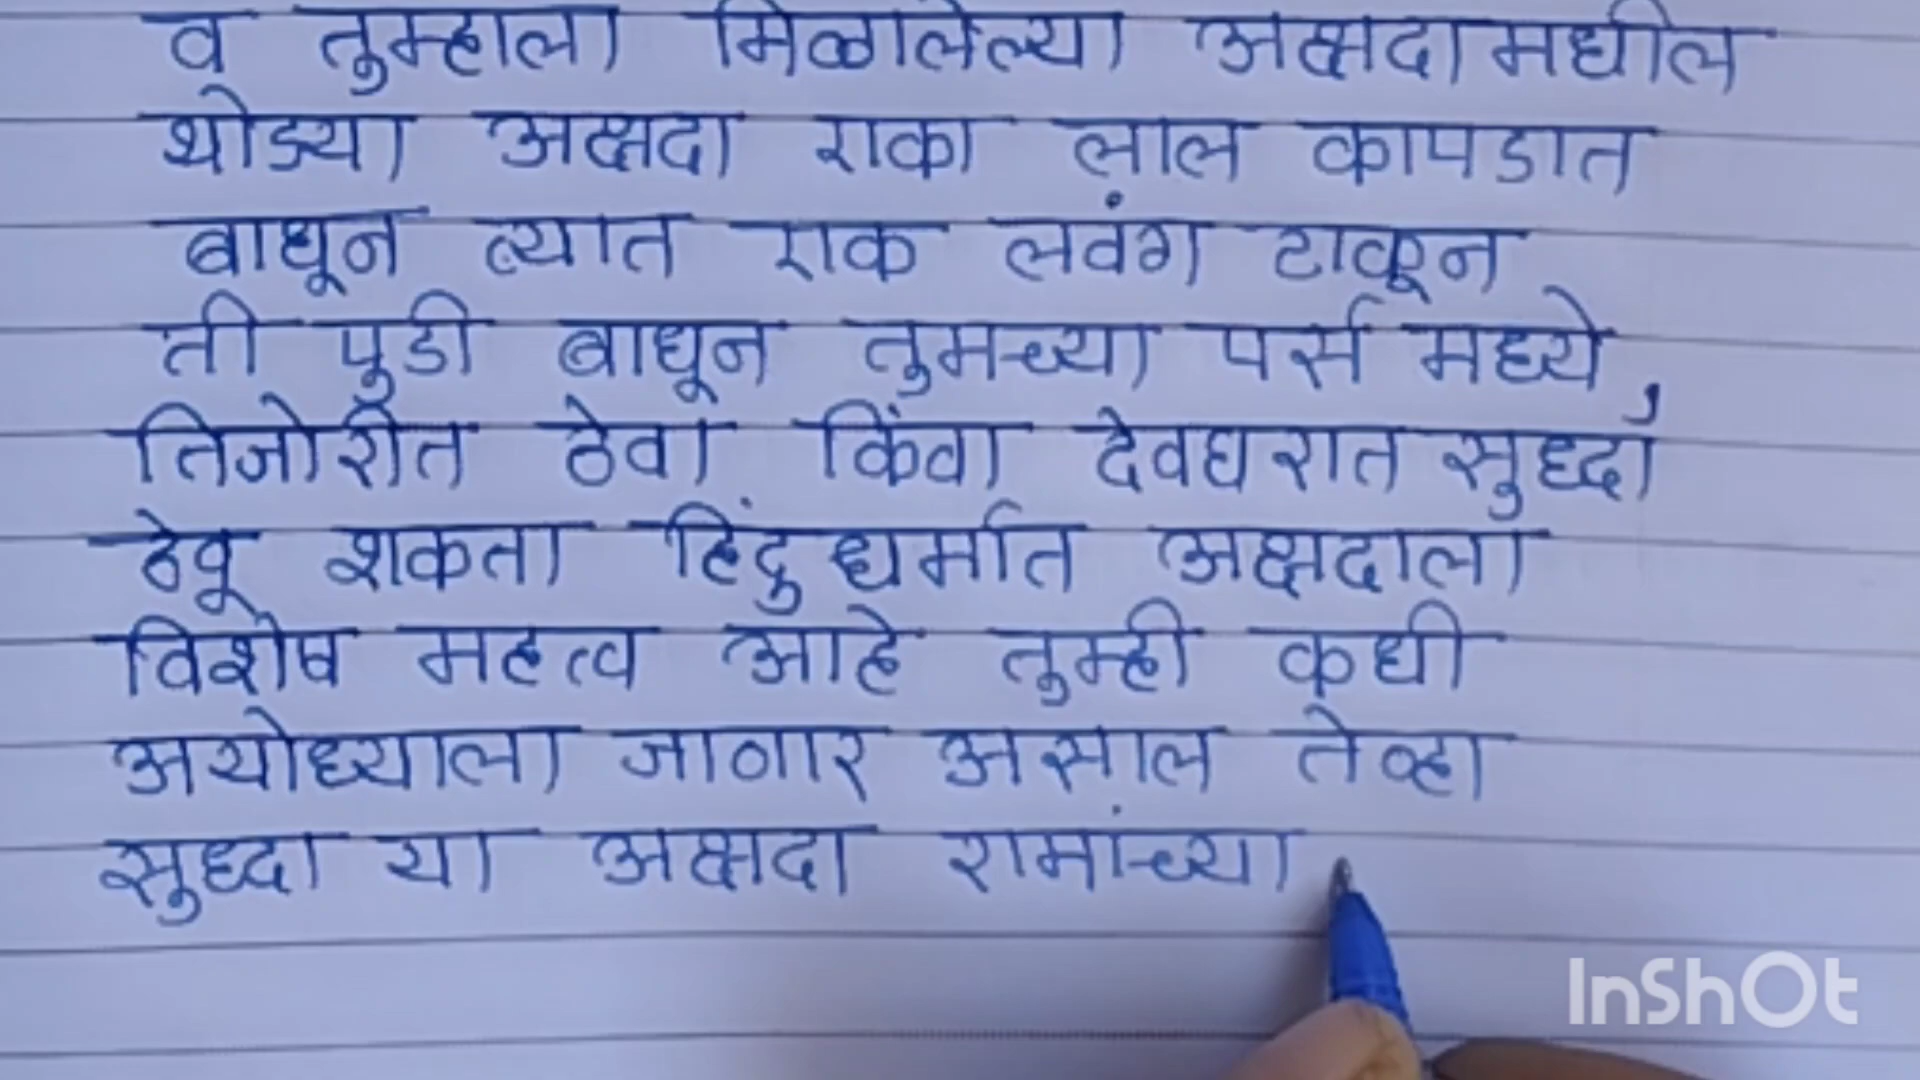 व तुम्हाला मिळालेल्या अक्षदामधील
थोड्या अक्षदा एका लाल कापडात
बाधून त्यात एक लवंग टाकून
ती पुडी बाधून तुमच्या पर्स मध्ये,
तिजोरीत ठेवा किंवा देवघरात सुध्दा
ठेवू शकता हिंदु धर्मात अक्षदाला
विशेष महत्व आहे तुम्ही कधी
अयोध्याला जाणार असाल तेव्हा
सुध्दा या अक्षदा रामांच्या
InShOt